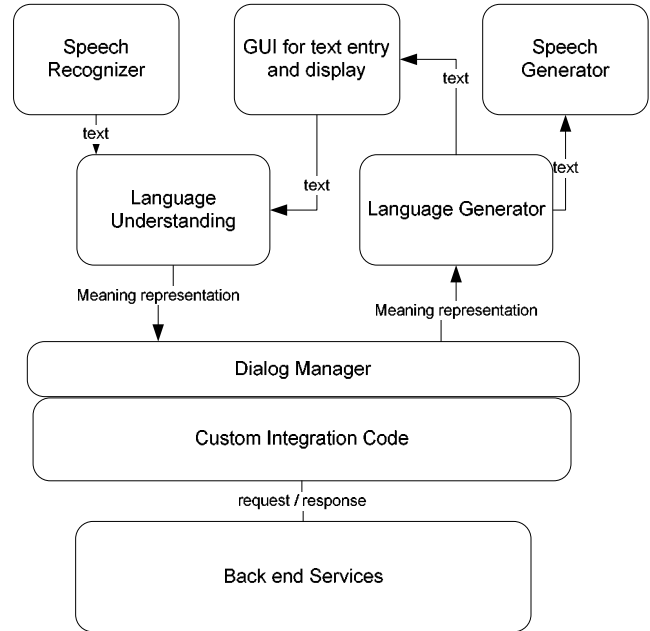 Speech
Recognizer
GUI for text entry
and display
Speech
Generator
text
text
text
text
Language
Understanding
Language Generator
Meaning representation
Meaning representation
Dialog Manager
Custom Integration Code
request / response
Back end Services